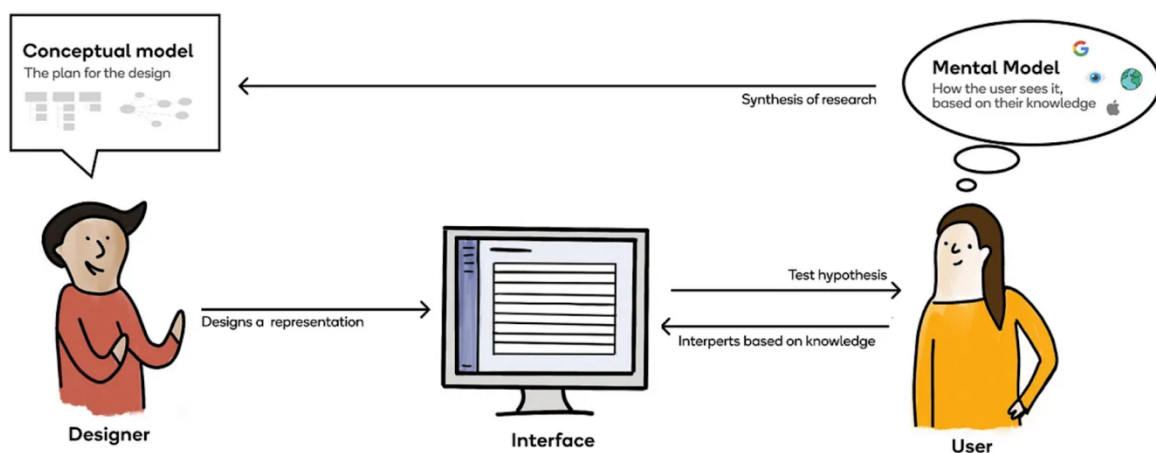 Conceptual model
The plan for the design
Mental Model
How the user sees it,
based on their knowledge
Synthesis of research
Test hypothesis
Designs a representation
Interperts based on knowledge
Designer
Interface
User